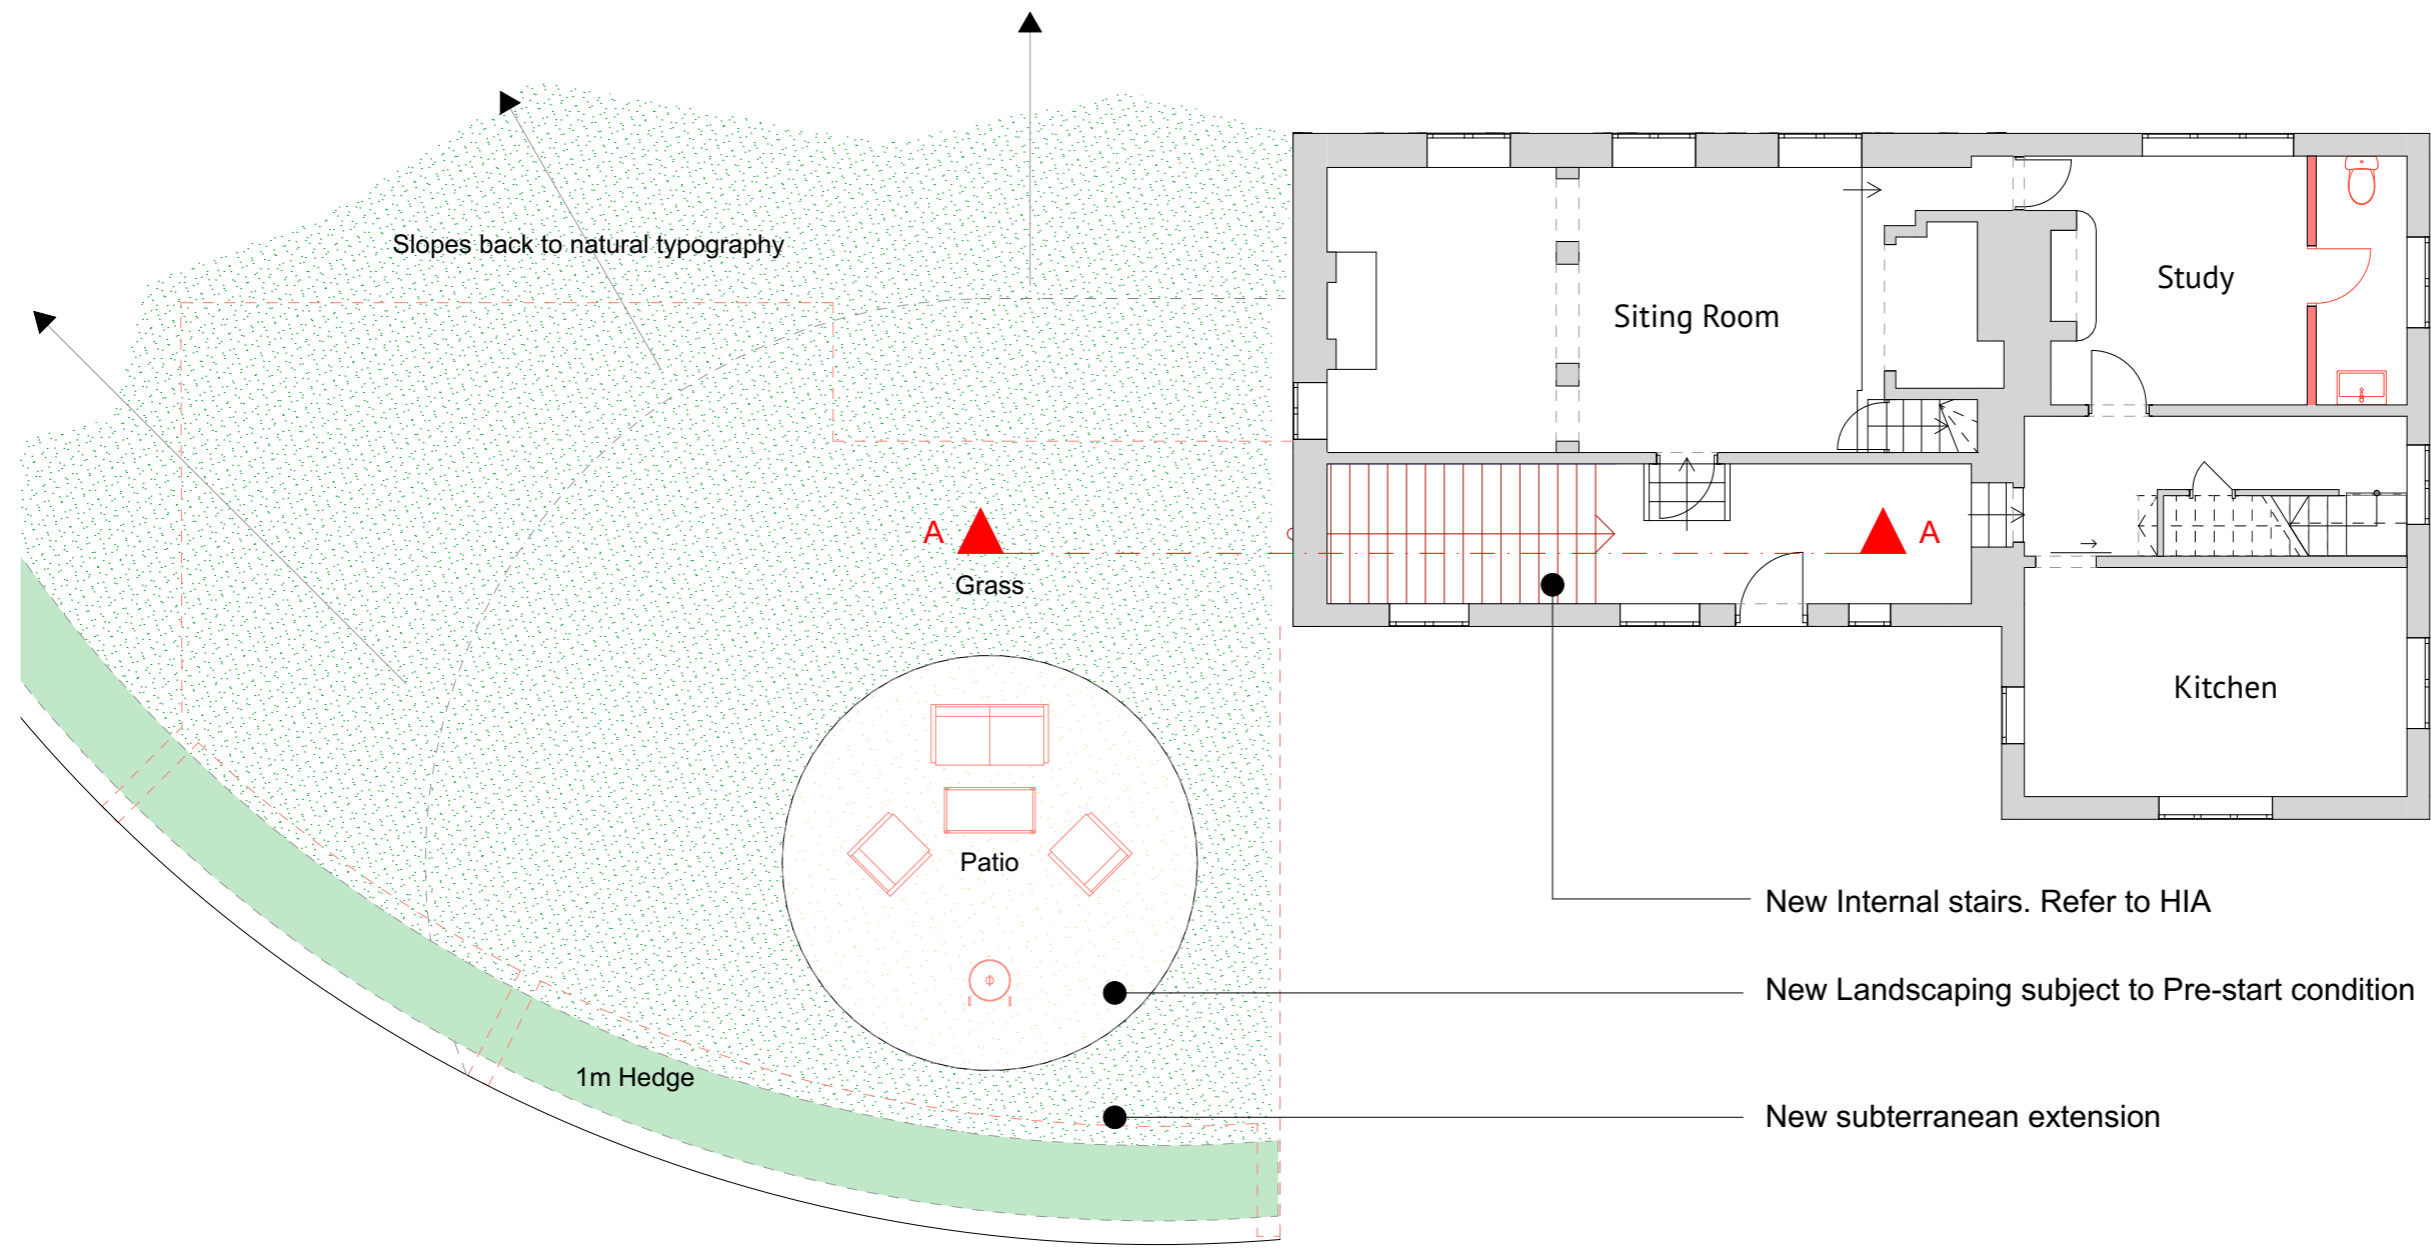 Slopes back to natural typography
Siting Room
Study
A
A
Grass
Kitchen
Patio
New Internal stairs. Refer to HIA
New Landscaping subject to Pre-start condition
1m Hedge
New subterranean extension